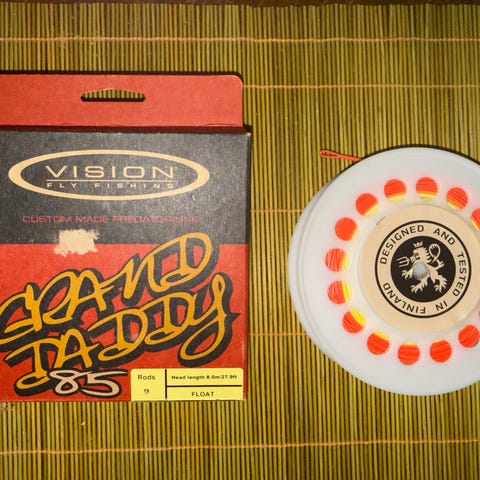 VISION
FLY FISHING
CUSTOM MADE PREDATOR LINE
GRAND
DADDY
85
Rods
9
Head length 8.5m/27.9ft
FLOAT
DESIGNED AND TESTED IN FINLAND